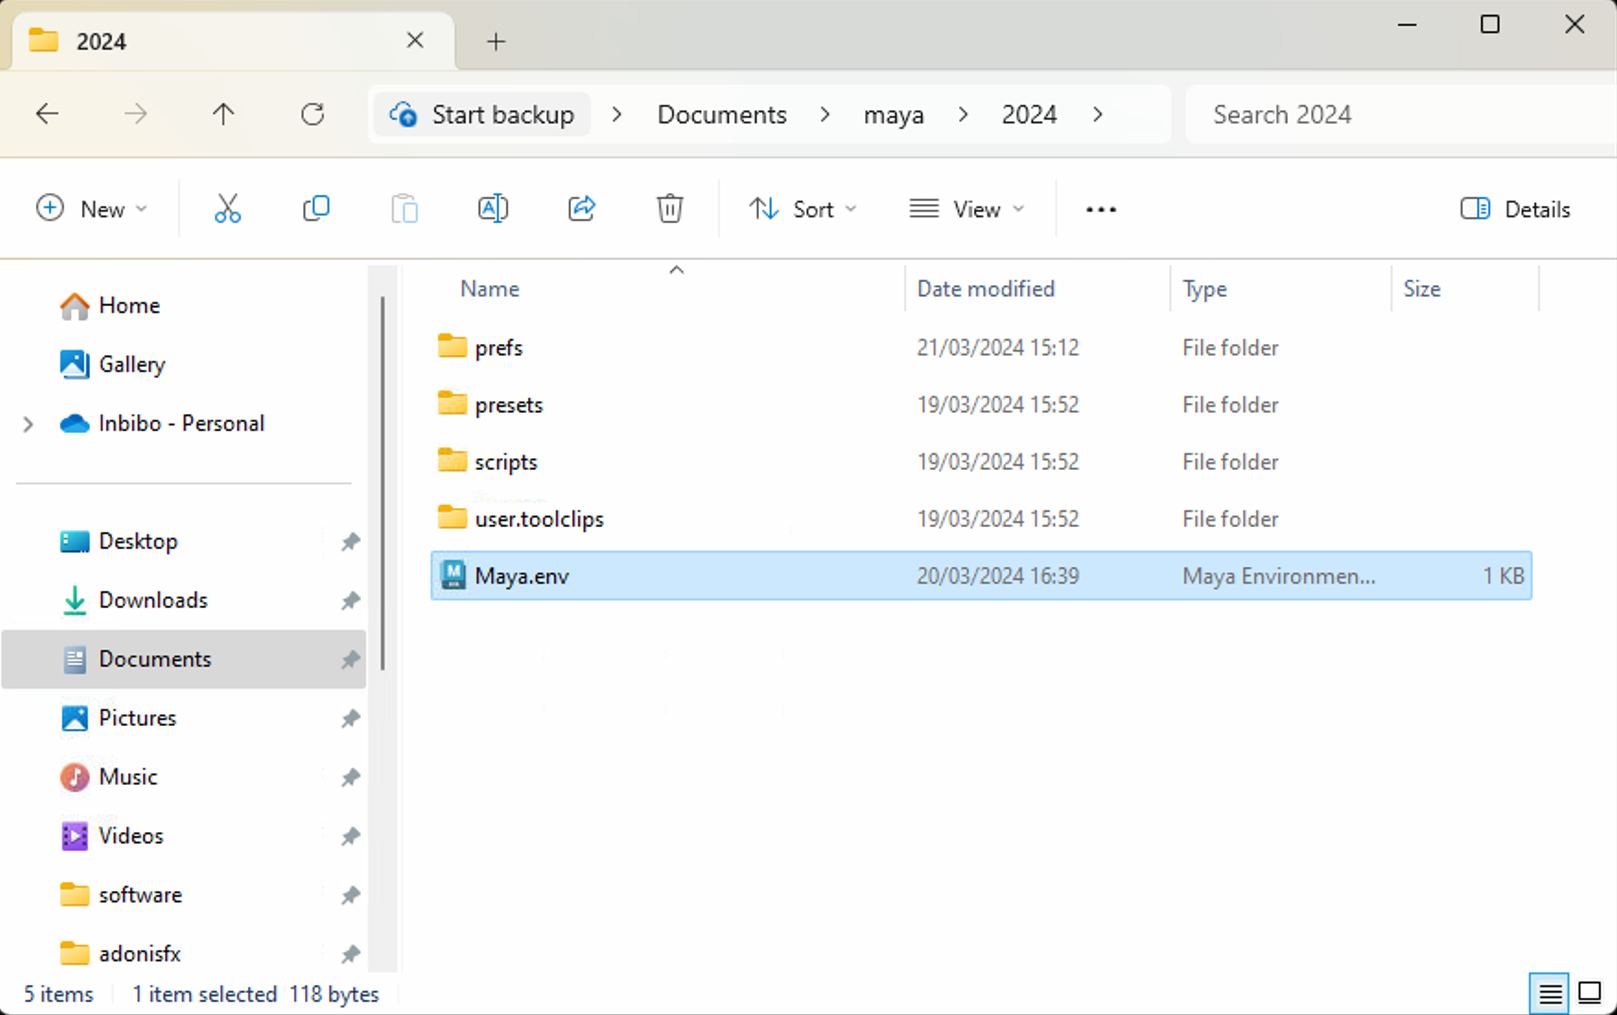 2024
Start backup > Documents > maya > 2024 >
Search 2024
New
Sort
View
Details
Home
Gallery
Inbibo - Personal
Desktop
Downloads
Documents
Pictures
Music
Videos
software
adonisfx
Name Date modified Type Size
prefs 21/03/2024 15:12 File folder
presets 19/03/2024 15:52 File folder
scripts 19/03/2024 15:52 File folder
user.toolclips 19/03/2024 15:52 File folder
Maya.env 20/03/2024 16:39 Maya Environmen... 1 KB
5 items 1 item selected 118 bytes